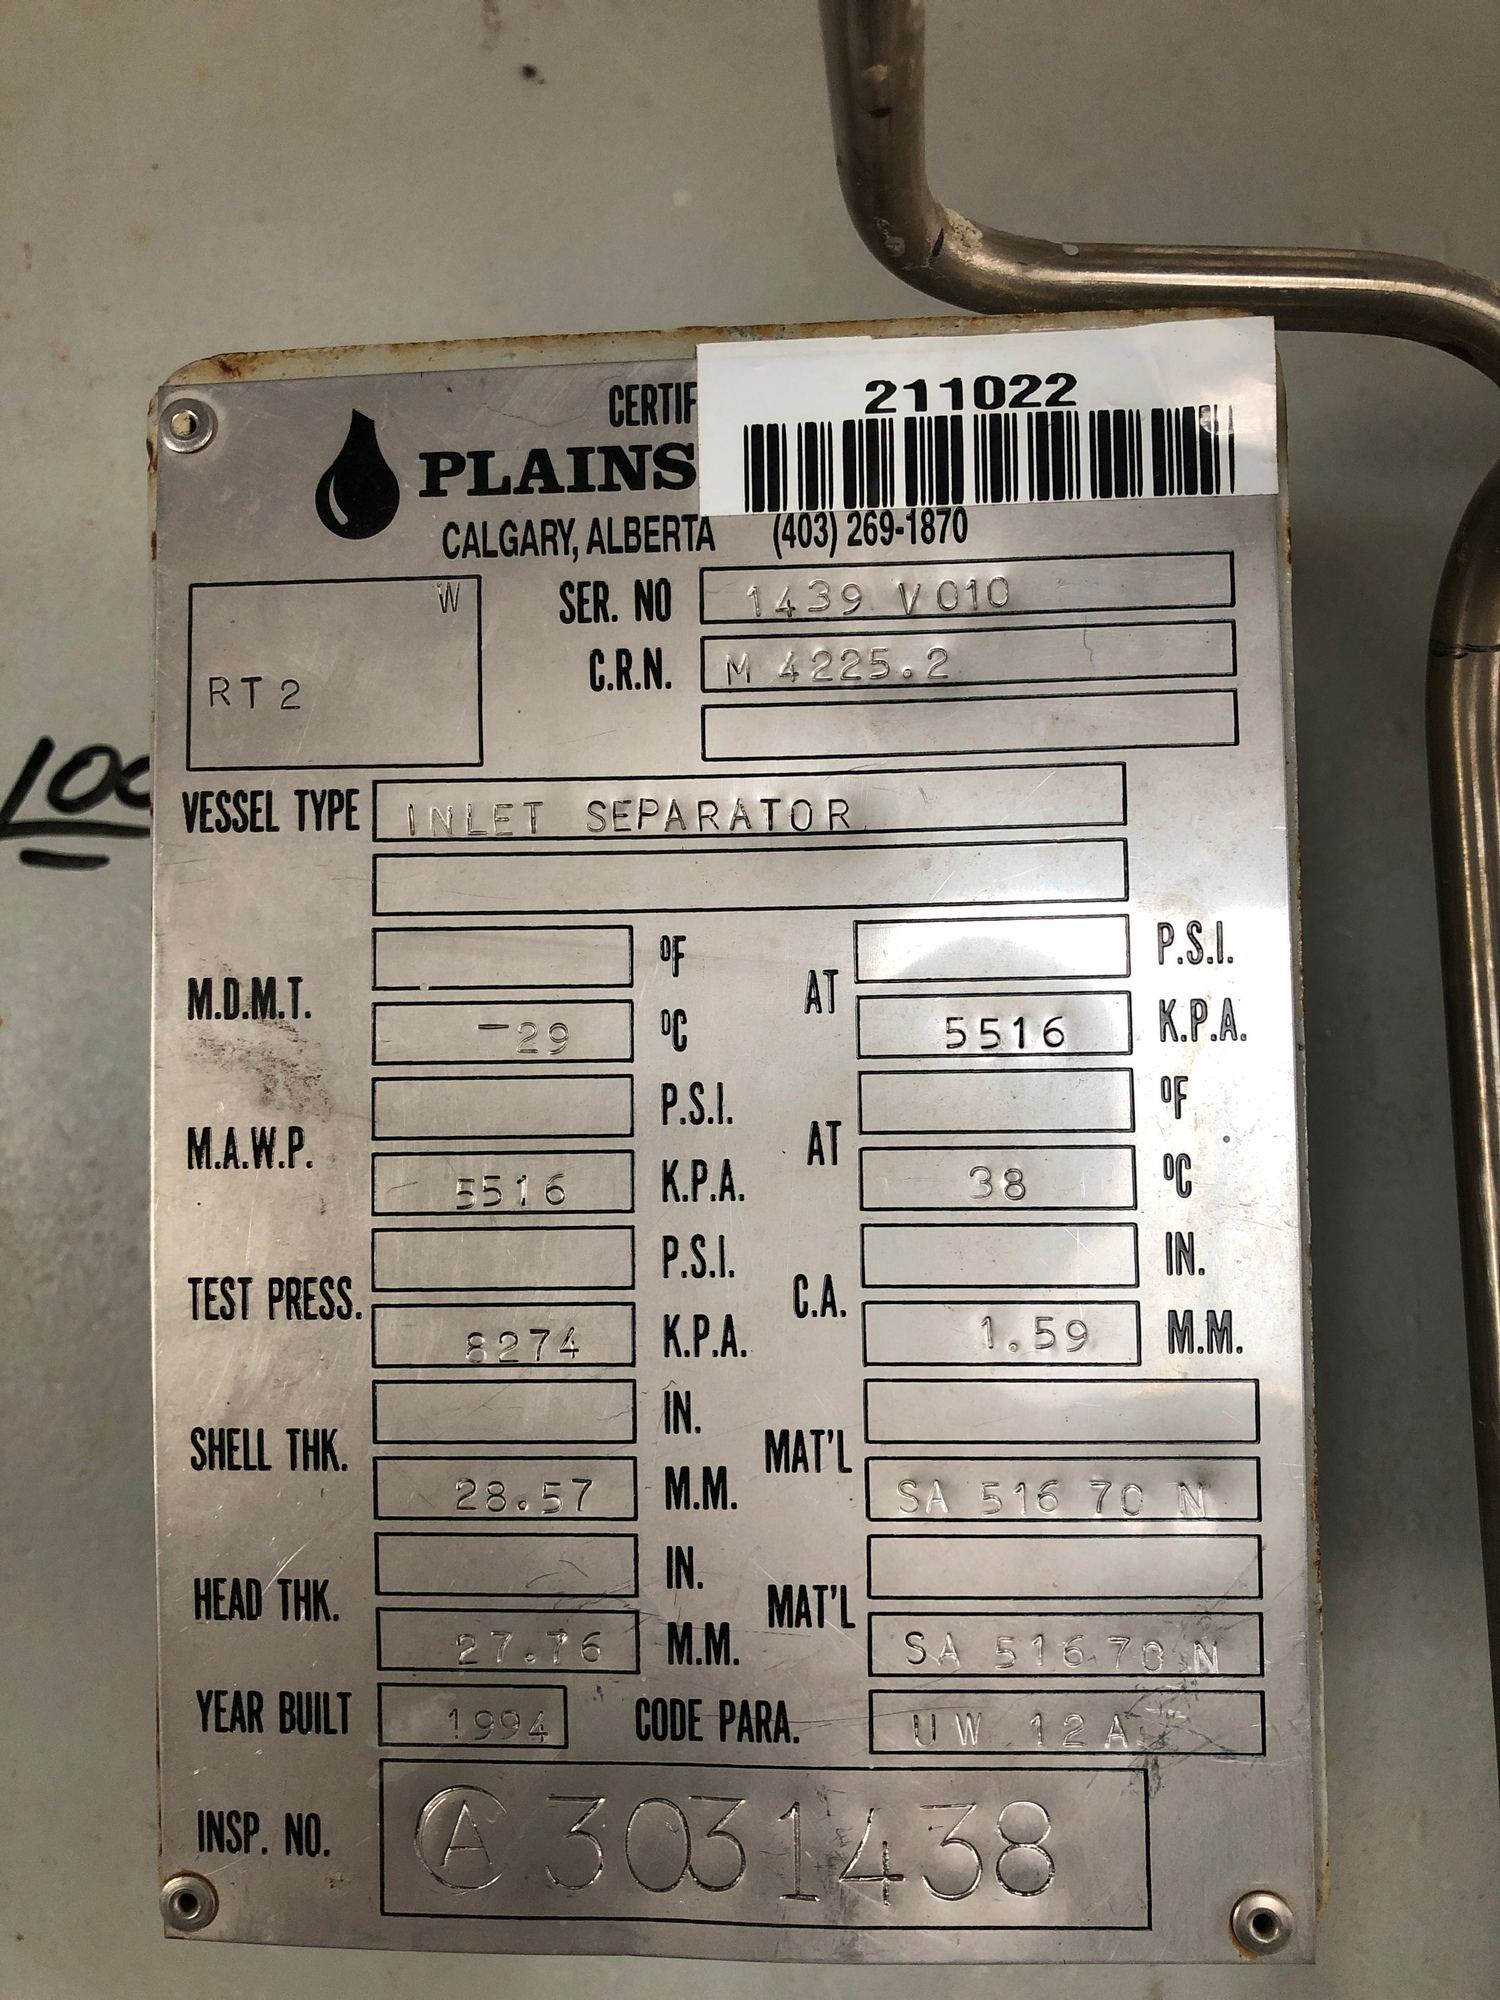 211022
CERTIF
PLAINS
CALGARY, ALBERTA (403) 269-1870
W
RT2
SER. NO 1439 V010
C.R.N. M 4225.2
VESSEL TYPE INLET SEPARATOR
M.D.M.T. °F AT P.S.I.
-29 °C 5516 K.P.A.
M.A.W.P. P.S.I. AT °F
5516 K.P.A. 38 °C
TEST PRESS. P.S.I. C.A. IN.
8274 K.P.A. 1.59 M.M.
SHELL THK. IN. MAT'L
28.57 M.M. SA 516 70 N
HEAD THK. IN. MAT'L
27.76 M.M. SA 516 70 N
YEAR BUILT 1994 CODE PARA. UW 12A
INSP. NO. A 3031438